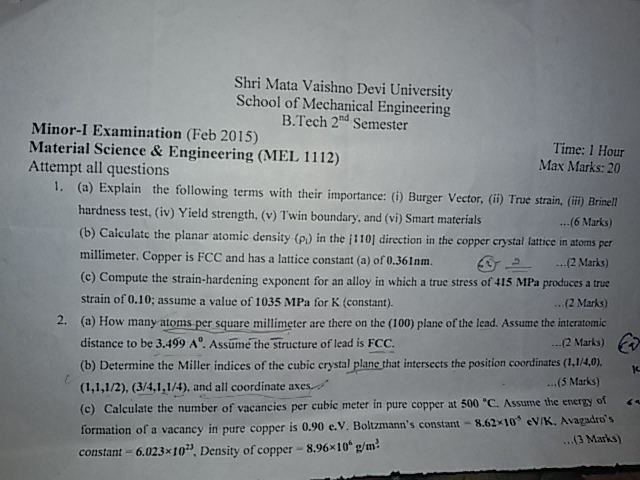 Shri Mata Vaishno Devi University
School of Mechanical Engineering
B.Tech 2nd Semester
Minor-I Examination (Feb 2015)
Time: 1 Hour
Material Science & Engineering (MEL 1112)
Max Marks: 20
Attempt all questions
1. (a) Explain the following terms with their importance: (i) Burger Vector, (ii) True strain, (iii) Brinell
hardness test, (iv) Yield strength, (v) Twin boundary, and (vi) Smart materials ...(6 Marks)
(b) Calculate the planar atomic density (ρl) in the [110] direction in the copper crystal lattice in atoms per
millimeter. Copper is FCC and has a lattice constant (a) of 0.361nm. ...(2 Marks)
(c) Compute the strain-hardening exponent for an alloy in which a true stress of 415 MPa produces a true
strain of 0.10; assume a value of 1035 MPa for K (constant). ...(2 Marks)
2. (a) How many atoms per square millimeter are there on the (100) plane of the lead. Assume the interatomic
distance to be 3.499 A°. Assume the structure of lead is FCC. ...(2 Marks)
(b) Determine the Miller indices of the cubic crystal plane that intersects the position coordinates (1,1/4,0),
(1,1,1/2), (3/4,1,1/4), and all coordinate axes. ...(5 Marks)
(c) Calculate the number of vacancies per cubic meter in pure copper at 500 °C. Assume the energy of
formation of a vacancy in pure copper is 0.90 e.V. Boltzmann's constant = 8.62×10⁻⁵ eV/K, Avagadro's
constant = 6.023×10²³, Density of copper = 8.96×10⁶ g/m³ ...(3 Marks)